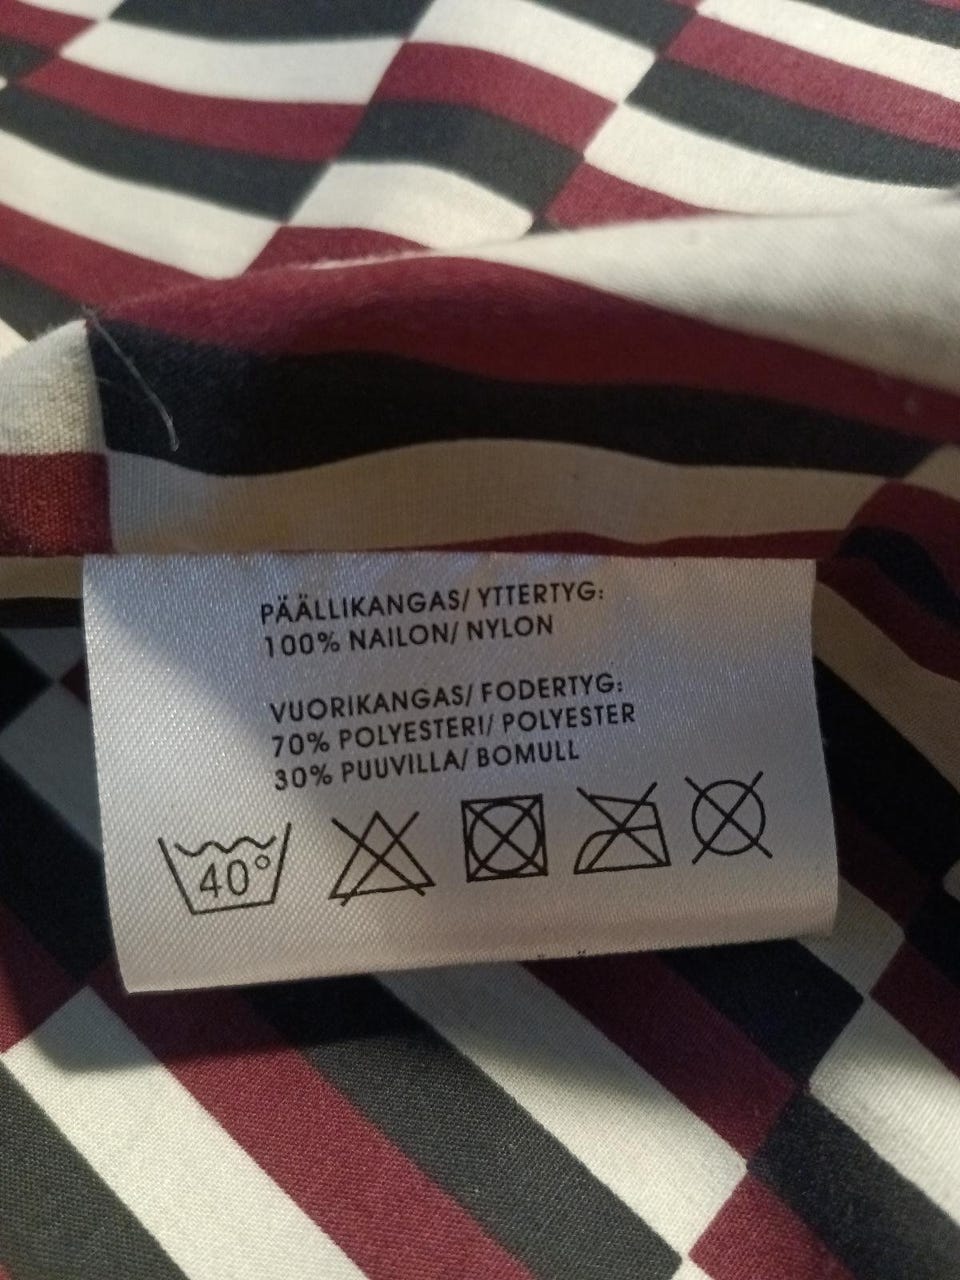 PÄÄLLIKANGAS/ YTTERTYG:
100% NAILON/ NYLON
VUORIKANGAS/ FODERTYG:
70% POLYESTERI/ POLYESTER
30% PUUVILLA/ BOMULL
40°